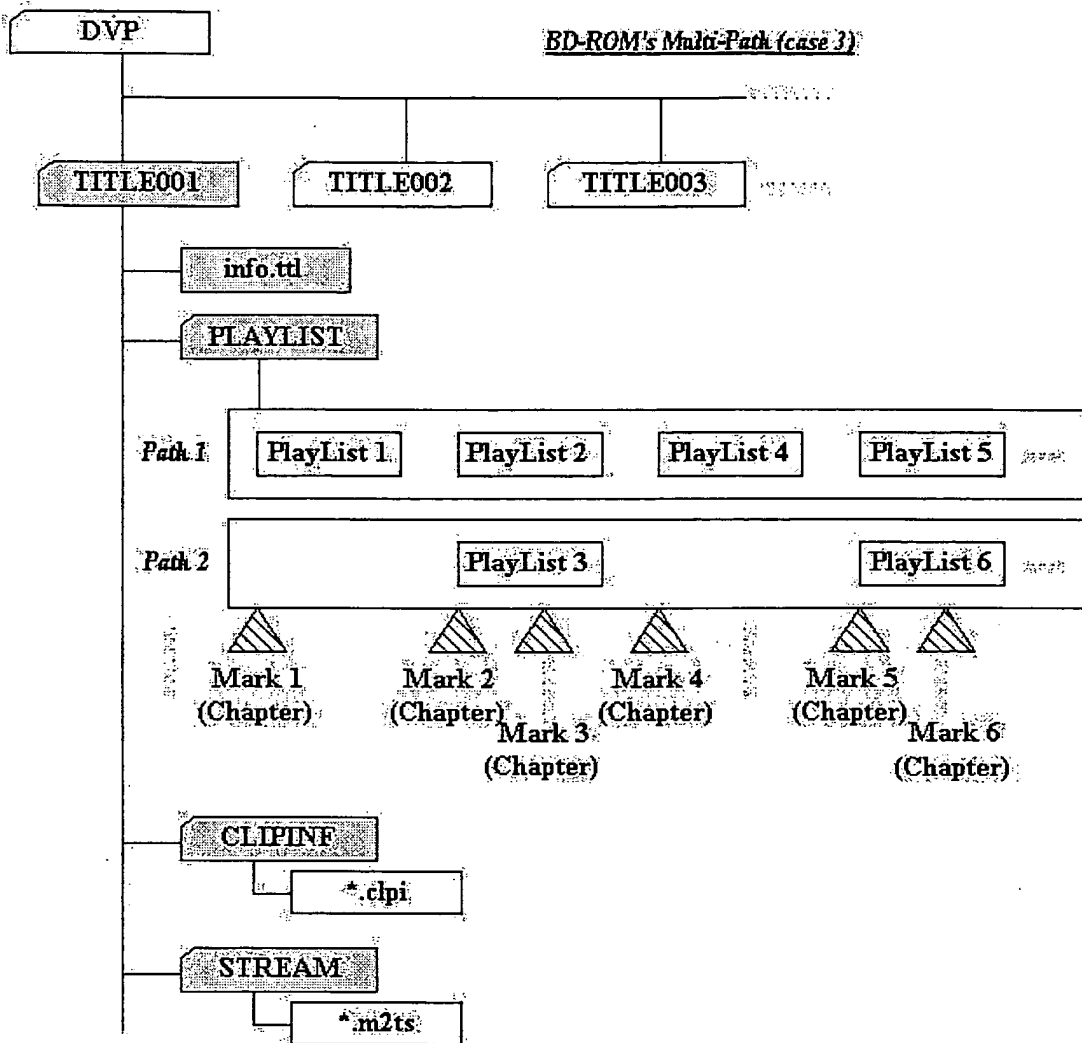 DVP
BD-ROM's Multi-Path (case 3)
TITLE001
TITLE002
TITLE003
info.ttl
PLAYLIST
Path 1
PlayList 1
PlayList 2
PlayList 4
PlayList 5
Path 2
PlayList 3
PlayList 6
Mark 1
(Chapter)
Mark 2
(Chapter)
Mark 3
(Chapter)
Mark 4
(Chapter)
Mark 5
(Chapter)
Mark 6
(Chapter)
CLIPINF
*.clpi
STREAM
*.m2ts